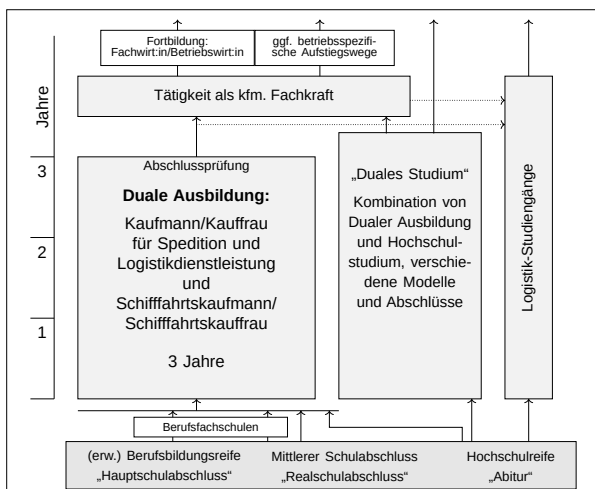 Fortbildung:
Fachwirt:in/Betriebswirt:in
ggf. betriebsspezifi-
sche Aufstiegswege
Tätigkeit als kfm. Fachkraft
Jahre
3
2
1
Abschlussprüfung
Duale Ausbildung:
Kaufmann/Kauffrau
für Spedition und
Logistikdienstleistung
und
Schifffahrtskaufmann/
Schifffahrtskauffrau
3 Jahre
„Duales Studium“
Kombination von
Dualer Ausbildung
und Hochschul-
studium, verschie-
dene Modelle
und Abschlüsse
Logistik-Studiengänge
Berufsfachschulen
(erw.) Berufsbildungsreife
„Hauptschulabschluss“
Mittlerer Schulabschluss
„Realschulabschluss“
Hochschulreife
„Abitur“